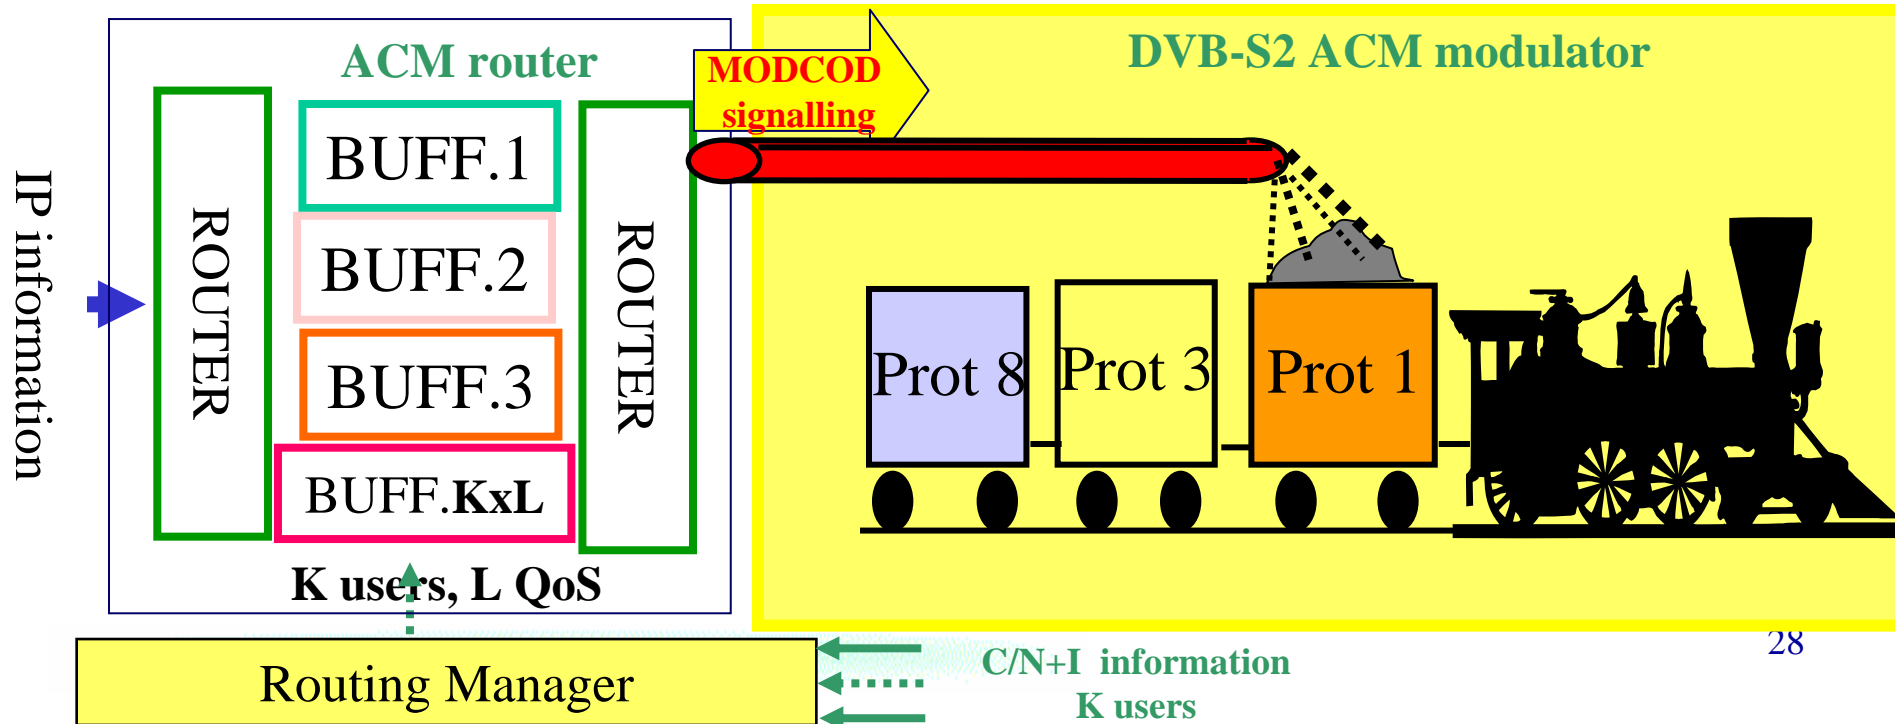 ACM router
MODCOD
signalling
DVB-S2 ACM modulator
IP information
ROUTER
BUFF.1
BUFF.2
BUFF.3
BUFF.KxL
ROUTER
K users, L QoS
Prot 8
Prot 3
Prot 1
28
Routing Manager
C/N+I information
K users